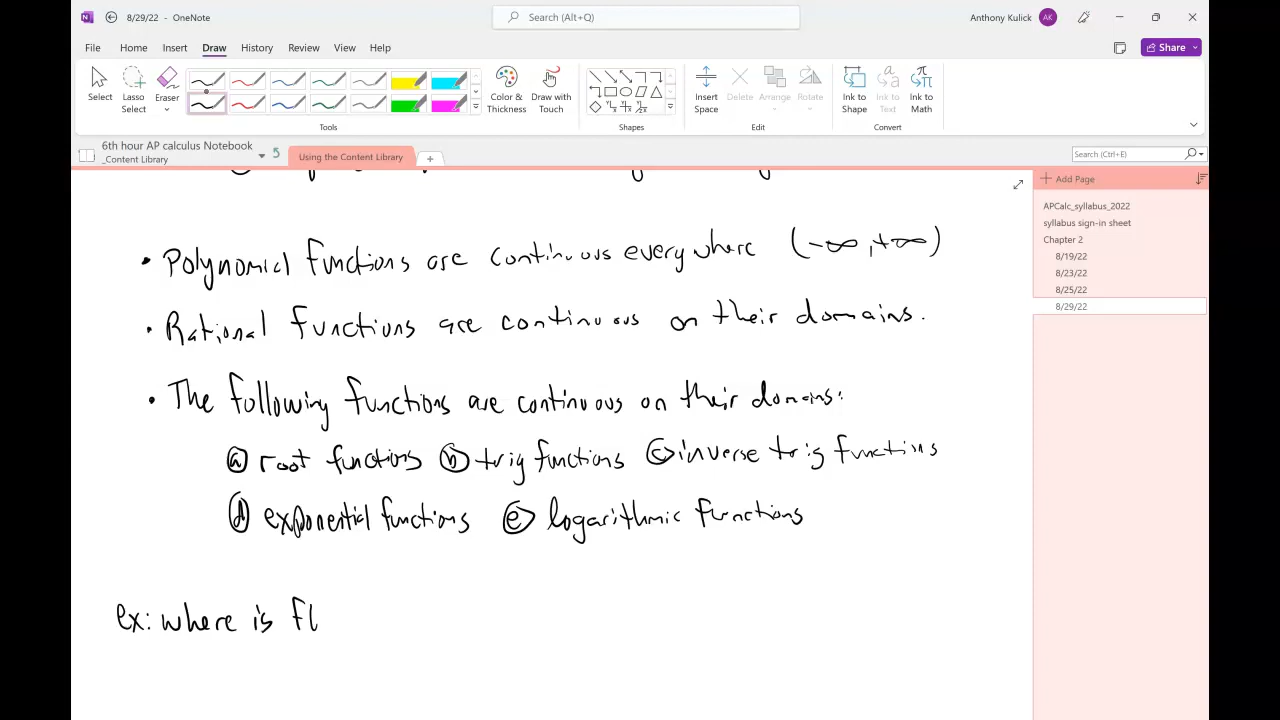 8/29/22 - OneNote
Search (Alt+Q)
Anthony Kulick AK
File Home Insert Draw History Review View Help
Share
Select
Lasso Select
Eraser
Color & Thickness
Draw with Touch
Insert Space
Delete
Arrange
Rotate
Ink to Shape
Ink to Text
Ink to Math
Tools
Shapes
Edit
Convert
6th hour AP calculus Notebook
_Content Library
Using the Content Library
Search (Ctrl+E)
Add Page
APCalc_syllabus_2022
syllabus sign-in sheet
Chapter 2
8/19/22
8/23/22
8/25/22
8/29/22
• Polynomial functions are continuous everywhere (-∞,+∞)
• Rational functions are continuous on their domains.
• The following functions are continuous on their domains:
ⓐ root functions ⓑ trig functions ⓒ inverse trig functions
ⓓ exponential functions ⓔ logarithmic functions
ex: where is f(